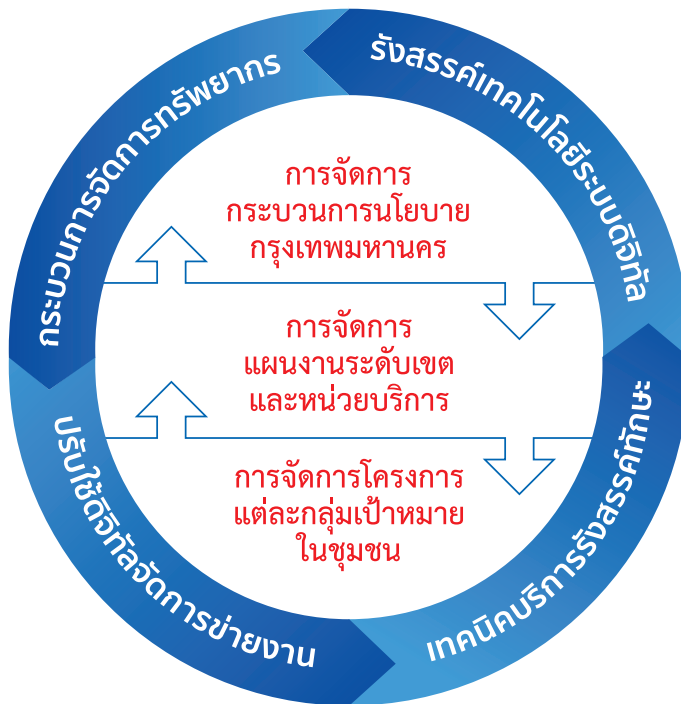 กระบวนการจัดการทรัพยากร
รังสรรค์เทคโนโลยีระบบดิจิทัล
การจัดการ
กระบวนการนโยบาย
กรุงเทพมหานคร
การจัดการ
แผนงานระดับเขต
และหน่วยบริการ
การจัดการโครงการ
แต่ละกลุ่มเป้าหมาย
ในชุมชน
ปรับใช้ดิจิทัลจัดการข่ายงาน
เทคนิคบริการรังสรรค์ทักษะ